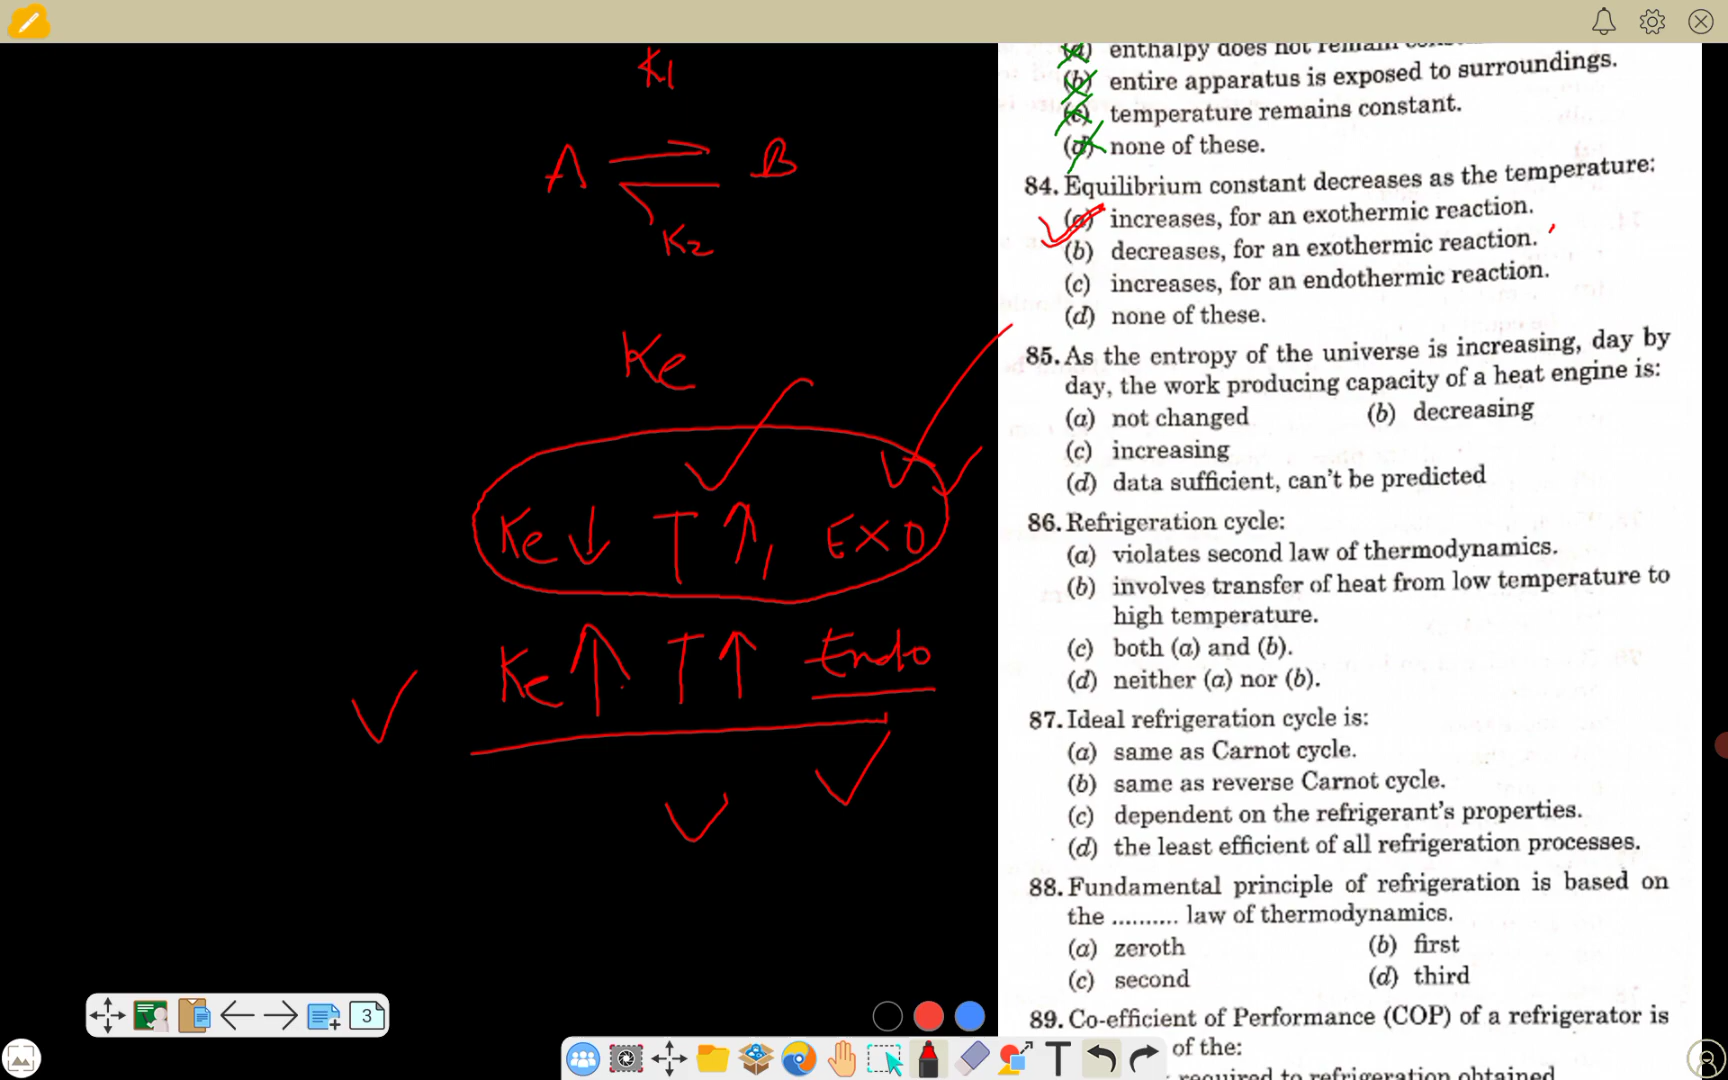 K1
A ⇌ B
K2
Ke
Ke ↓ T ↑, EXO
Ke ↑ T ↑ Endo
(a) enthalpy does not remain
(b) entire apparatus is exposed to surroundings.
(c) temperature remains constant.
(d) none of these.
84. Equilibrium constant decreases as the temperature:
(a) increases, for an exothermic reaction.
(b) decreases, for an exothermic reaction.
(c) increases, for an endothermic reaction.
(d) none of these.
85. As the entropy of the universe is increasing, day by
day, the work producing capacity of a heat engine is:
(a) not changed (b) decreasing
(c) increasing
(d) data sufficient, can't be predicted
86. Refrigeration cycle:
(a) violates second law of thermodynamics.
(b) involves transfer of heat from low temperature to
high temperature.
(c) both (a) and (b).
(d) neither (a) nor (b).
87. Ideal refrigeration cycle is:
(a) same as Carnot cycle.
(b) same as reverse Carnot cycle.
(c) dependent on the refrigerant's properties.
(d) the least efficient of all refrigeration processes.
88. Fundamental principle of refrigeration is based on
the .......... law of thermodynamics.
(a) zeroth (b) first
(c) second (d) third
89. Co-efficient of Performance (COP) of a refrigerator is
of the:
required to refrigeration obtained
3
T